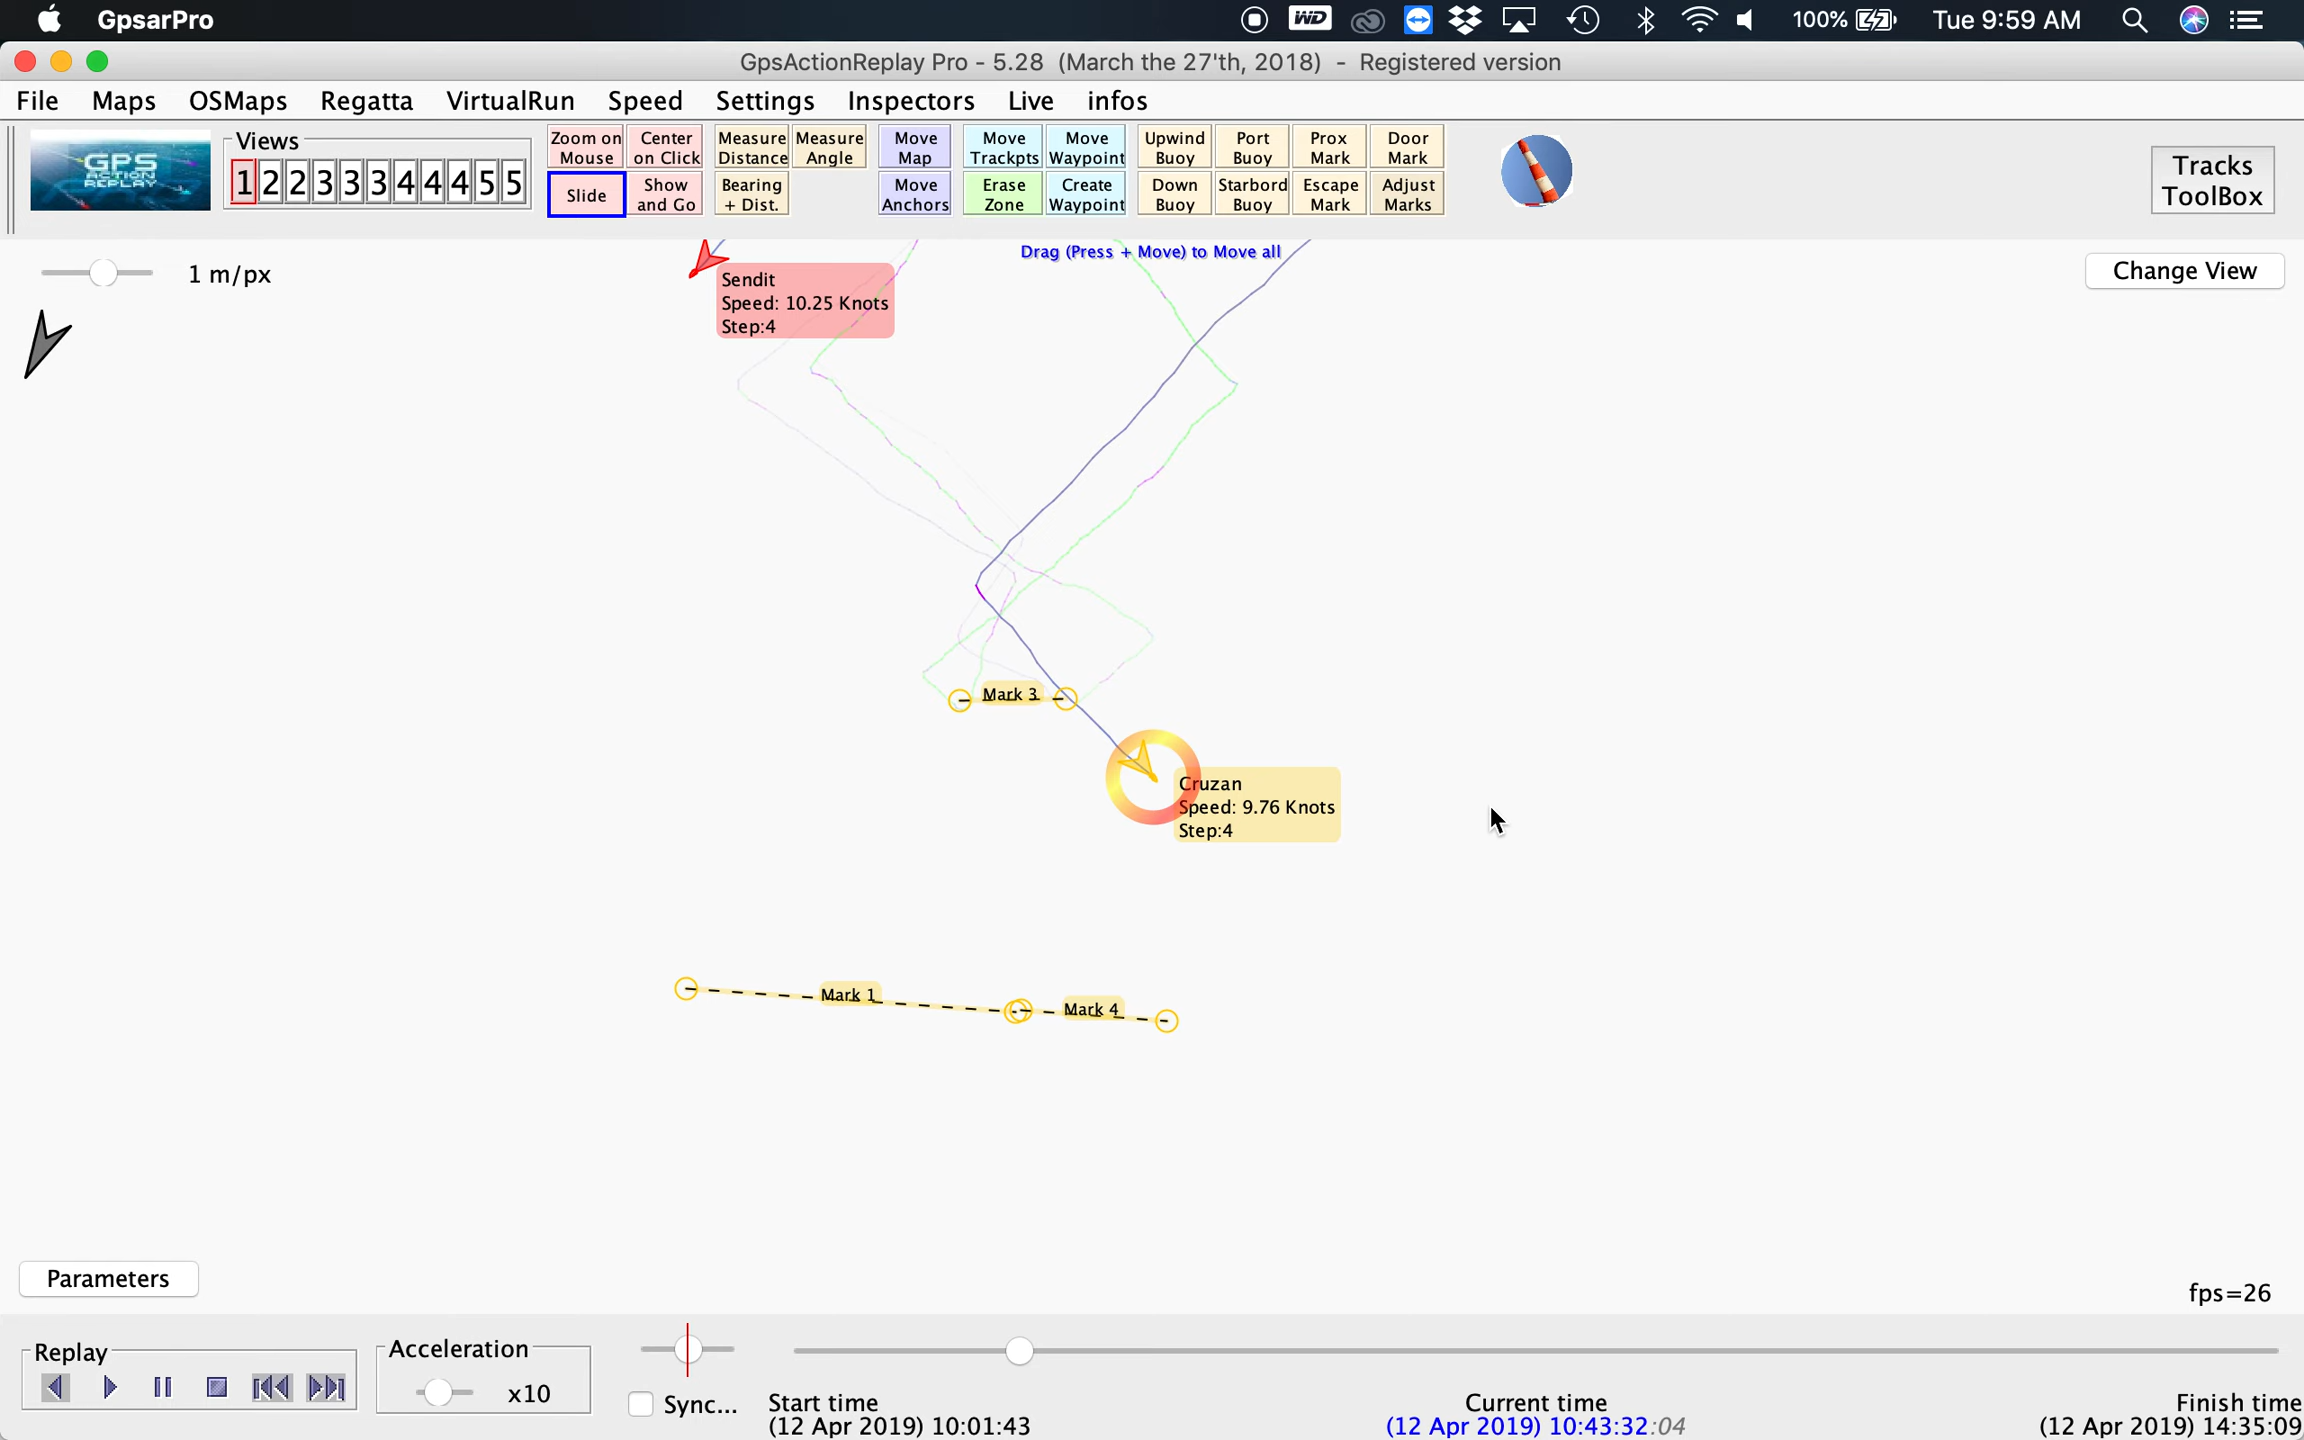 GpsarPro
WD
100%
Tue 9:59 AM
GpsActionReplay Pro - 5.28 (March the 27'th, 2018) - Registered version
File Maps OSMaps Regatta VirtualRun Speed Settings Inspectors Live infos
GPS
ACTION
REPLAY
Views
1 2 2 3 3 3 4 4 4 5 5
Zoom on
Mouse
Center
on Click
Measure
Distance
Measure
Angle
Move
Map
Move
Trackpts
Move
Waypoint
Upwind
Buoy
Port
Buoy
Prox
Mark
Door
Mark
Slide
Show
and Go
Bearing
+ Dist.
Move
Anchors
Erase
Zone
Create
Waypoint
Down
Buoy
Starbord
Buoy
Escape
Mark
Adjust
Marks
Tracks
ToolBox
Drag (Press + Move) to Move all
1 m/px
Change View
Sendit
Speed: 10.25 Knots
Step:4
Mark 3
Cruzan
Speed: 9.76 Knots
Step:4
Mark 1
Mark 4
Parameters
fps=26
Replay
Acceleration
x10
Sync...
Start time
(12 Apr 2019) 10:01:43
Current time
(12 Apr 2019) 10:43:32:04
Finish time
(12 Apr 2019) 14:35:09